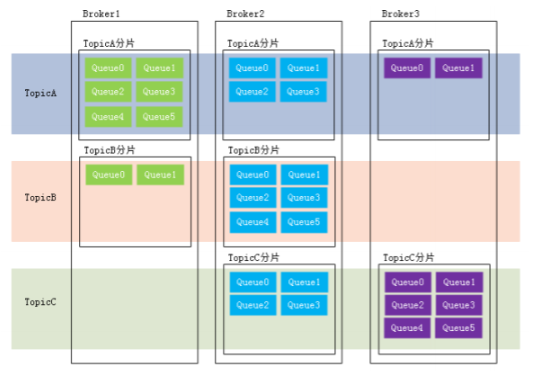 Broker1 Broker2 Broker3
TopicA分片 TopicA分片 TopicA分片
Queue0 Queue1 Queue0 Queue1 Queue0 Queue1
TopicA Queue2 Queue3 Queue2 Queue3
Queue4 Queue5
TopicB分片 TopicB分片
Queue0 Queue1 Queue0 Queue1
TopicB Queue2 Queue3
Queue4 Queue5
TopicC分片 TopicC分片
Queue0 Queue1 Queue0 Queue1
TopicC Queue2 Queue3 Queue2 Queue3
Queue4 Queue5